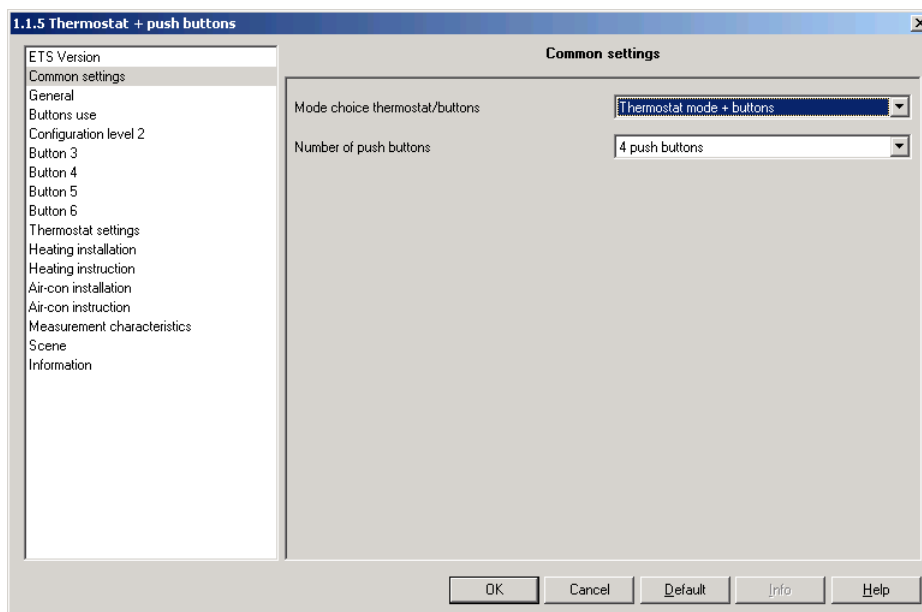 1.1.5 Thermostat + push buttons
ETS Version
Common settings
General
Buttons use
Configuration level 2
Button 3
Button 4
Button 5
Button 6
Thermostat settings
Heating installation
Heating instruction
Air-con installation
Air-con instruction
Measurement characteristics
Scene
Information
Common settings
Mode choice thermostat/buttons
Thermostat mode + buttons
Number of push buttons
4 push buttons
OK Cancel Default Info Help